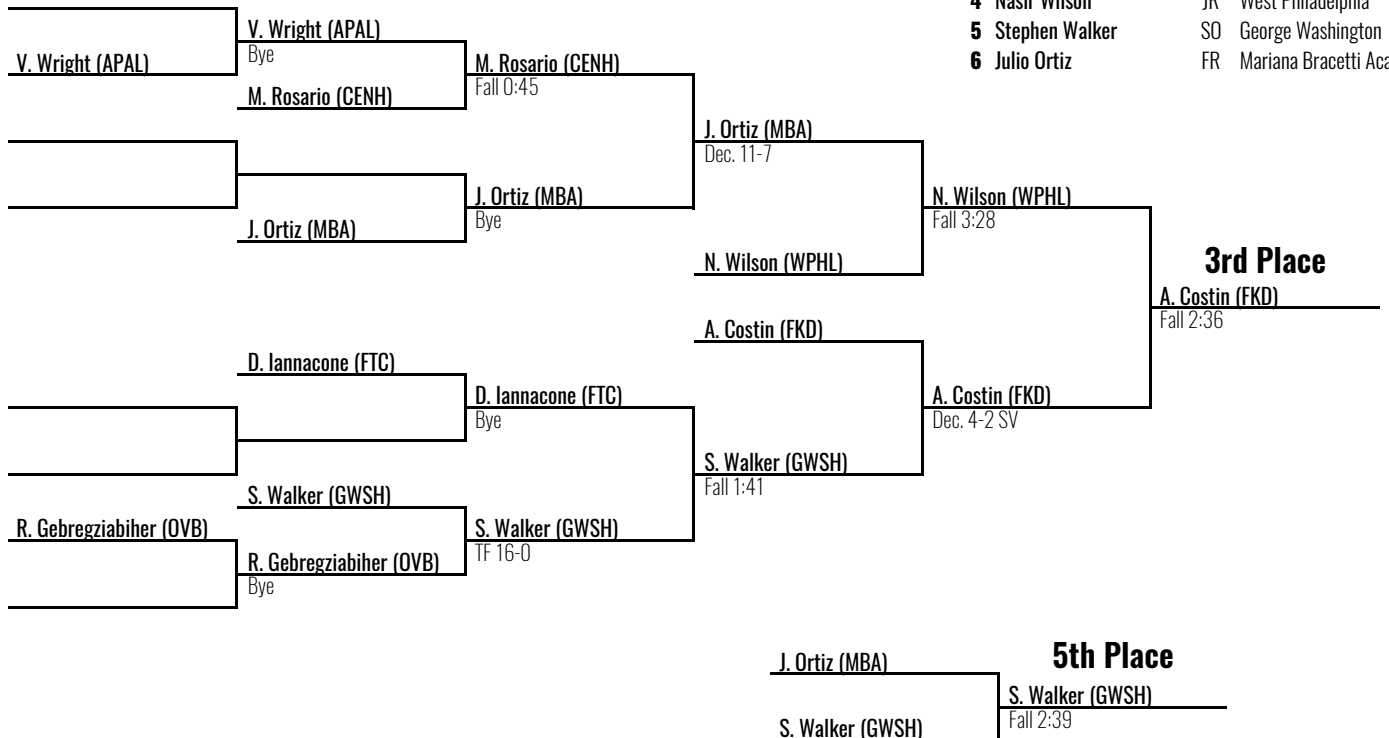 4 Nasir Wilson JR West Philadelphia
5 Stephen Walker SO George Washington
6 Julio Ortiz FR Mariana Bracetti Aca
V. Wright (APAL)
V. Wright (APAL)
Bye
M. Rosario (CENH)
M. Rosario (CENH)
Fall 0:45
J. Ortiz (MBA)
J. Ortiz (MBA)
Bye
J. Ortiz (MBA)
Dec. 11-7
N. Wilson (WPHL)
N. Wilson (WPHL)
Fall 3:28
3rd Place
A. Costin (FKD)
Fall 2:36
A. Costin (FKD)
A. Costin (FKD)
Dec. 4-2 SV
D. Iannacone (FTC)
D. Iannacone (FTC)
Bye
S. Walker (GWSH)
Fall 1:41
S. Walker (GWSH)
S. Walker (GWSH)
TF 16-0
R. Gebregziabiher (OVB)
R. Gebregziabiher (OVB)
Bye
5th Place
J. Ortiz (MBA)
S. Walker (GWSH)
Fall 2:39
S. Walker (GWSH)